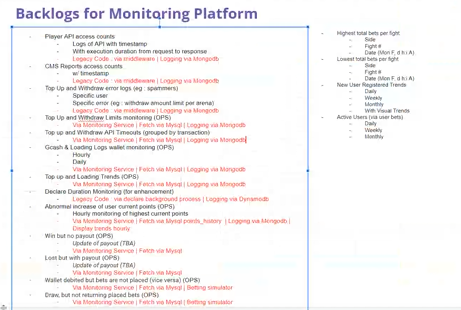 Backlogs for Monitoring Platform
- Player API access counts
- Logs of API with timestamp
- With execution duration from request to response
Legacy Code : via middleware | Logging via Mongodb
- CMS Reports access counts
- w/ timestamp
Legacy Code : via middleware | Logging via Mongodb
- Top Up and Withdraw error logs (eg : spammers)
- Specific user
- Specific error (eg : withdraw amount limit per arena)
Legacy Code : via middleware | Logging via Mongodb
- Top Up and Withdraw Limits monitoring (OPS)
- Via Monitoring Service | Fetch via Mysql | Logging via Mongodb
- Top up and Withdraw API Timeouts (grouped by transaction)
- Via Monitoring Service | Fetch via Mysql | Logging via Mongodb
- Gcash & Loading Logs wallet monitoring (OPS)
- Hourly
- Daily
Via Monitoring Service | Fetch via Mysql | Logging via Mongodb
- Top up and Loading Trends (OPS)
- Via Monitoring Service | Fetch via Mysql | Logging via Mongodb
- Declare Duration Monitoring (for enhancement)
- Legacy Code : via declare background process | Logging via Dynamodb
- Abnormal increase of user current points (OPS)
- Hourly monitoring of highest current points
- Via Monitoring Service | Fetch via Mysql points_history | Logging via Mongodb |
Display trends hourly
- Win but no payout (OPS)
- Update of payout (TBA)
Via Monitoring Service | Fetch via Mysql
- Lost but with payout (OPS)
- Update of payout (TBA)
Via Monitoring Service | Fetch via Mysql
- Wallet debited but bets are not placed (vice versa) (OPS)
- Via Monitoring Service | Fetch via Mysql | Betting simulator
- Draw, but not returning placed bets (OPS)
- Via Monitoring Service | Fetch via Mysql | Betting simulator
- Highest total bets per fight
- Side
- Fight #
- Date (Mon F, d h i A)
- Lowest total bets per fight
- Side
- Fight #
- Date (Mon F, d h i A)
- New User Registered Trends
- Daily
- Weekly
- Monthly
- With Visual Trends
- Active Users (via user bets)
- Daily
- Weekly
- Monthly